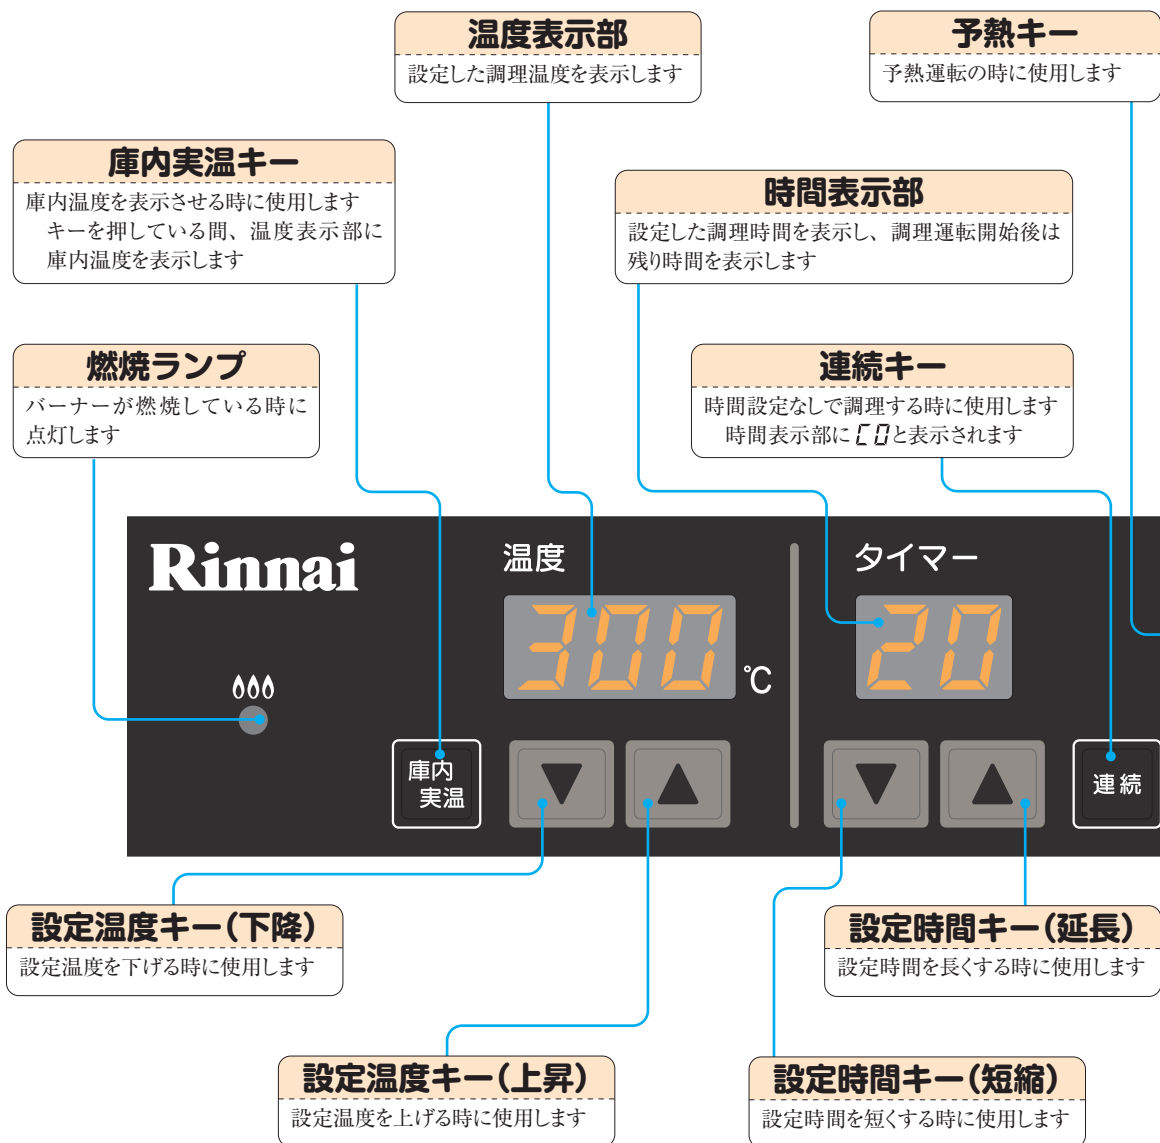 温度表示部
設定した調理温度を表示します
予熱キー
予熱運転の時に使用します
庫内実温キー
庫内温度を表示させる時に使用します
キーを押している間、温度表示部に
庫内温度を表示します
時間表示部
設定した調理時間を表示し、調理運転開始後は
残り時間を表示します
燃焼ランプ
バーナーが燃焼している時に
点灯します
連続キー
時間設定なしで調理する時に使用します
時間表示部にCOと表示されます
Rinnai
温度
タイマー
300
℃
20
庫内
実温
▼
▲
▼
▲
連続
設定温度キー(下降)
設定温度を下げる時に使用します
設定時間キー(延長)
設定時間を長くする時に使用します
設定温度キー(上昇)
設定温度を上げる時に使用します
設定時間キー(短縮)
設定時間を短くする時に使用します